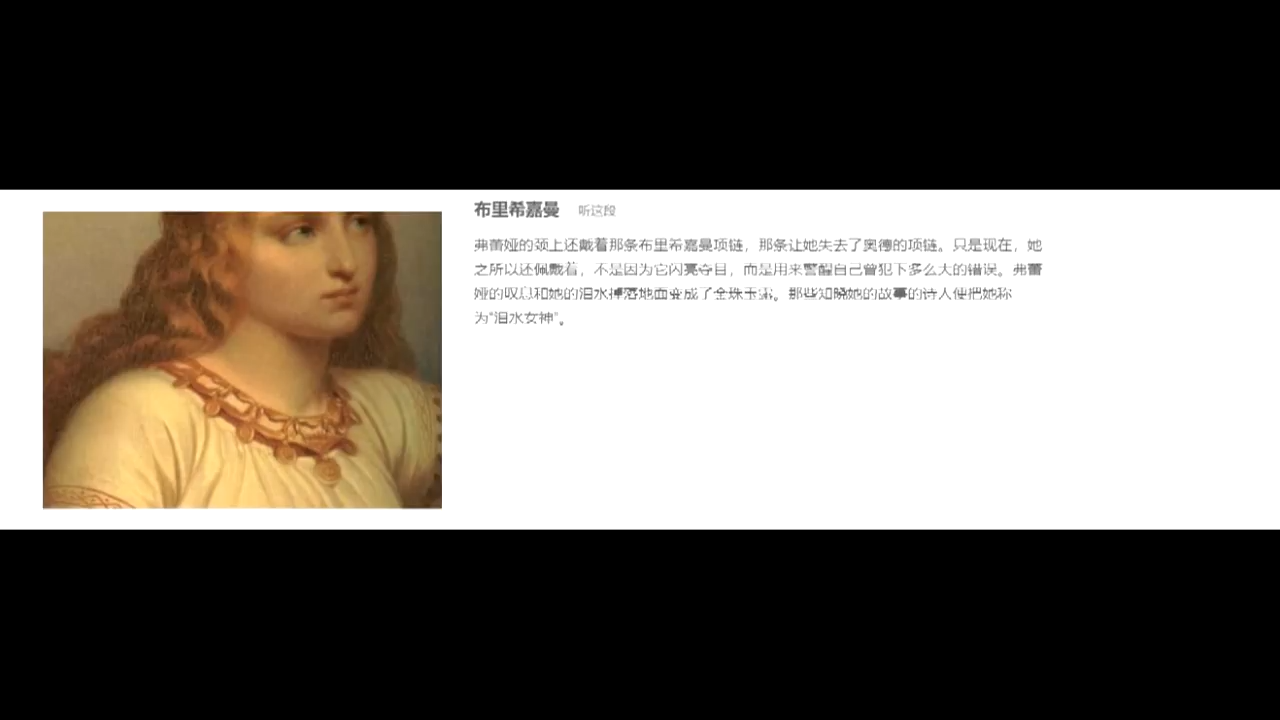 布里希嘉曼 听这段
弗蕾娅的颈上还戴着那条布里希嘉曼项链，那条让她失去了奥德的项链。只是现在，她
之所以还佩戴着，不是因为它闪亮夺目，而是用来警醒自己曾犯下多么大的错误。弗蕾
娅的叹息和她的泪水掉落地面变成了金珠玉露。那些知晓她的故事的诗人便把她称
为“泪水女神”。